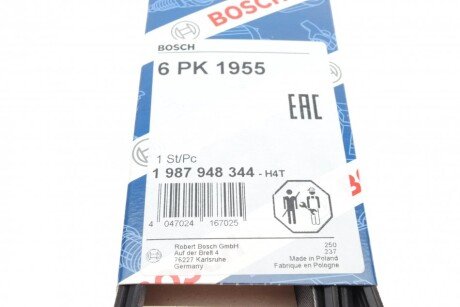 BOSCH
BOSCH
6 PK 1955
EAC
1 St/Pc
1 987 948 344 - H4T
4 047024 167025
Robert Bosch GmbH
Auf der Breit 4
76227 Karlsruhe
Germany
250
237
Made in Poland
Fabriqué en Pologne